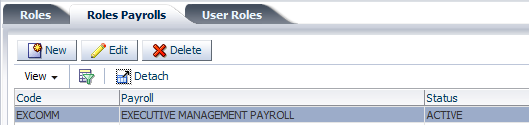 Roles Roles Payrolls User Roles
New Edit Delete
View Detach
Code Payroll Status
EXCOMM EXECUTIVE MANAGEMENT PAYROLL ACTIVE